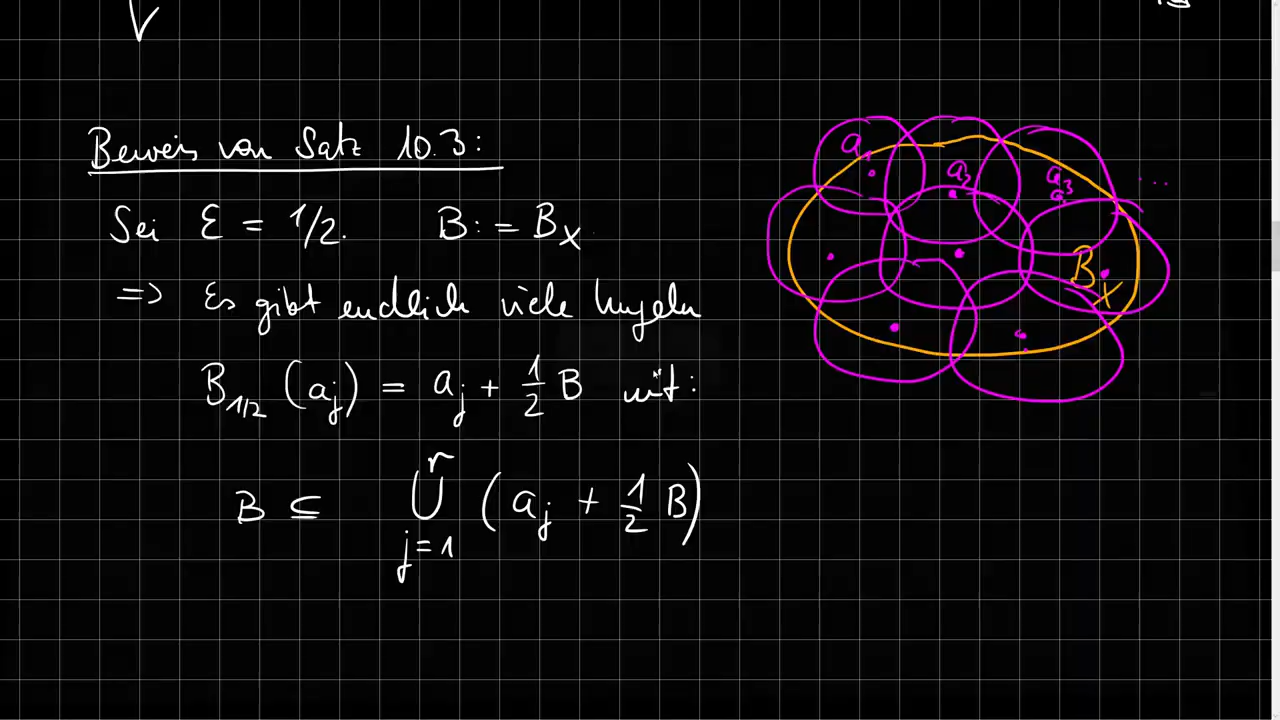 Beweis von Satz 10.3:
Sei ε = 1/2. B := B_X
=> Es gibt endlich viele Kugeln
B_{1/2} (a_j) = a_j + 1/2 B mit:
B ⊆ ⋃_{j=1}^{r} (a_j + 1/2 B)
a_1 a_2 a_3 ...
B_X